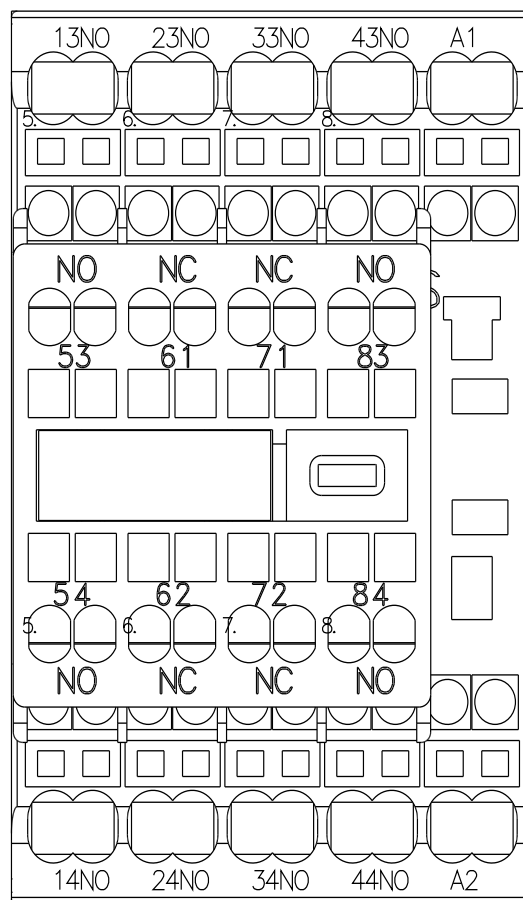 13NO 23NO 33NO 43NO A1
5. 6. 7. 8.
NO NC NC NO
53 61 71 83
54 62 72 84
5. 6. 7. 8.
NO NC NC NO
14NO 24NO 34NO 44NO A2